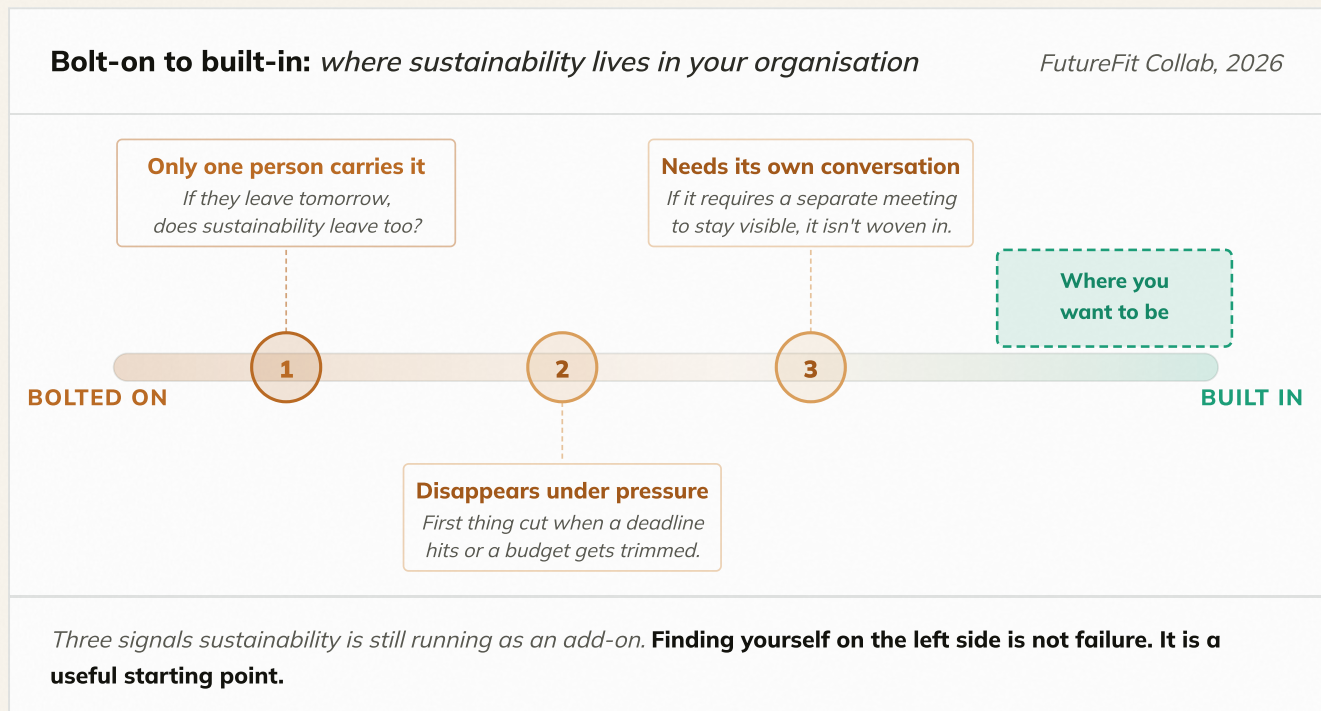 Bolt-on to built-in: where sustainability lives in your organisation
FutureFit Collab, 2026
Only one person carries it
If they leave tomorrow,
does sustainability leave too?
Needs its own conversation
If it requires a separate meeting
to stay visible, it isn't woven in.
Where you
want to be
1
2
3
BOLTED ON
BUILT IN
Disappears under pressure
First thing cut when a deadline
hits or a budget gets trimmed.
Three signals sustainability is still running as an add-on. Finding yourself on the left side is not failure. It is a
useful starting point.